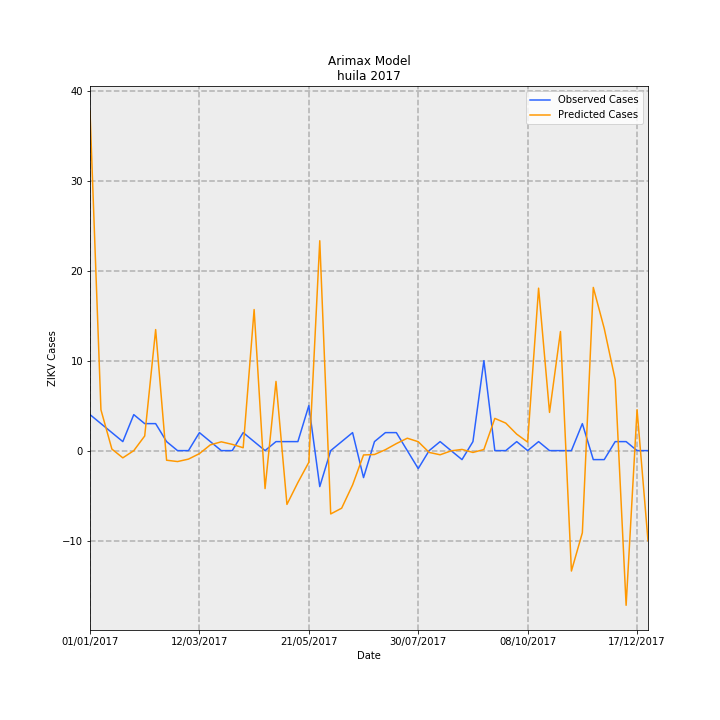 Arimax Model
huila 2017
Observed Cases
Predicted Cases
40
30
20
10
0
−10
ZIKV Cases
01/01/2017 12/03/2017 21/05/2017 30/07/2017 08/10/2017 17/12/2017
Date